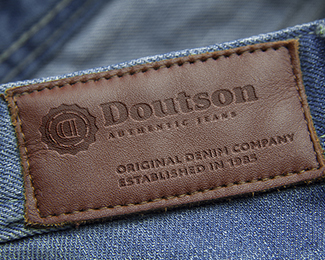 Doutson
AUTHENTIC JEANS
ORIGINAL DENIM COMPANY
ESTABLISHED IN 1985